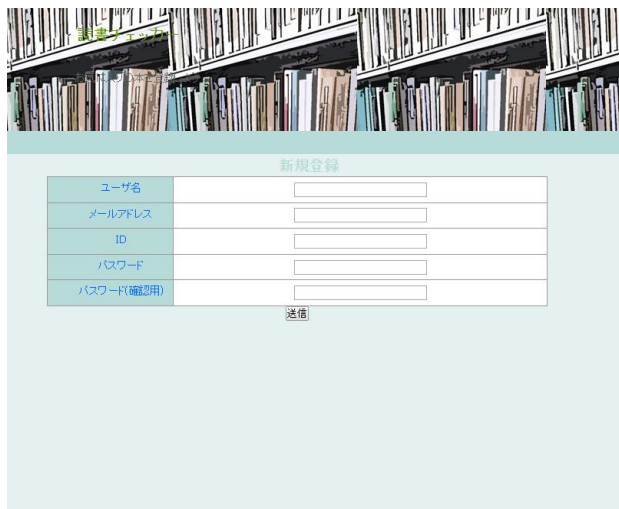 読書チェッカー
新規登録
ユーザ名
メールアドレス
ID
パスワード
パスワード(確認用)
送信